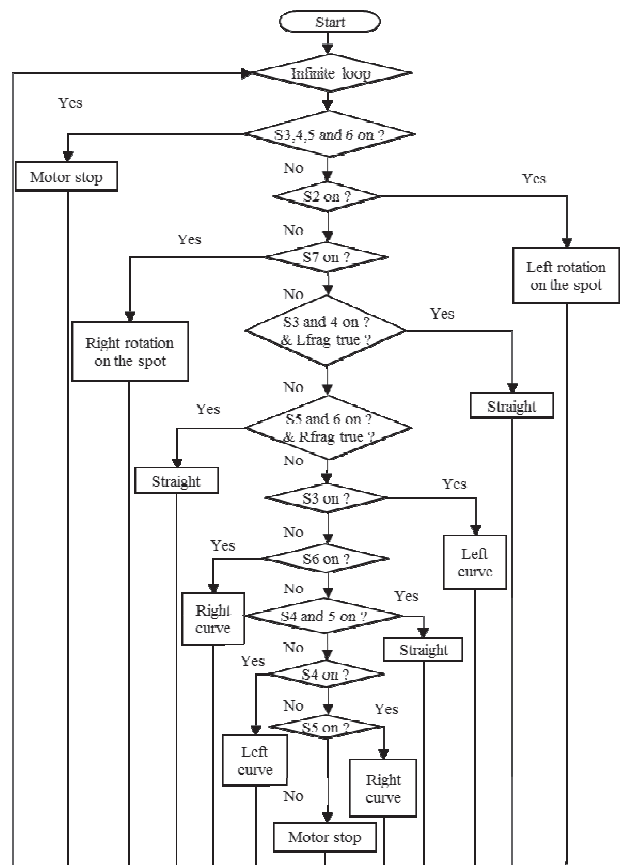 Start
Infinite loop
Yes
S3,4,5 and 6 on ?
No
Motor stop
Yes
S2 on ?
No
Yes
S7 on ?
Left rotation
on the spot
No
S3 and 4 on ?
& Lfrag true ?
Yes
Right rotation
on the spot
No
Straight
Yes
S5 and 6 on ?
& Rfrag true ?
No
Straight
Yes
S3 on ?
No
Left
curve
Yes
S6 on ?
No
Yes
Right
curve
S4 and 5 on ?
Straight
No
Yes
S4 on ?
No
Yes
S5 on ?
Left
curve
Right
curve
No
Motor stop